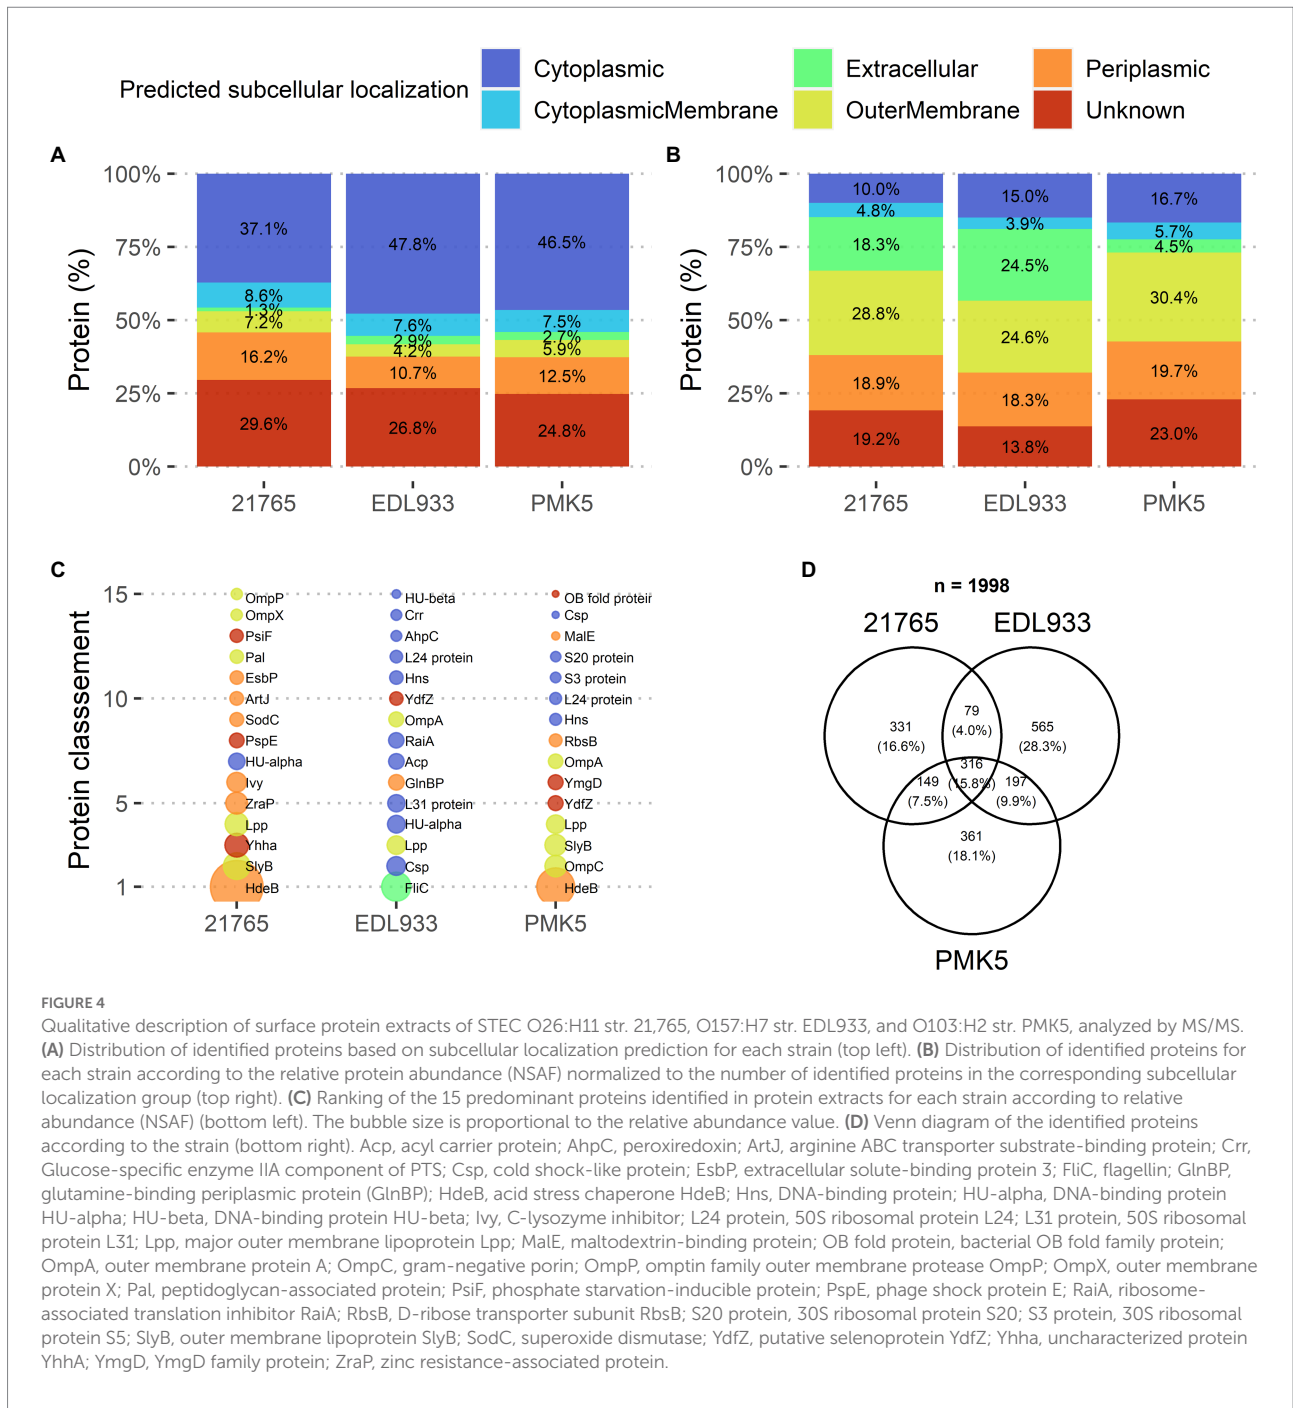 Predicted subcellular localization
Cytoplasmic
Extracellular
Periplasmic
CytoplasmicMembrane
OuterMembrane
Unknown
A
Protein (%)
100%
75%
50%
25%
0%
37.1%
8.6%
1.3%
7.2%
16.2%
29.6%
47.8%
7.6%
2.9%
4.2%
10.7%
26.8%
46.5%
7.5%
2.7%
5.9%
12.5%
24.8%
21765
EDL933
PMK5
B
Protein (%)
100%
75%
50%
25%
0%
10.0%
4.8%
18.3%
28.8%
18.9%
19.2%
15.0%
3.9%
24.5%
24.6%
18.3%
13.8%
16.7%
5.7%
4.5%
30.4%
19.7%
23.0%
21765
EDL933
PMK5
C
Protein classsement
15
10
5
1
OmpP
OmpX
PsiF
Pal
EsbP
ArtJ
SodC
PspE
HU-alpha
Ivy
ZraP
Lpp
Yhha
SlyB
HdeB
HU-beta
Crr
AhpC
L24 protein
Hns
YdfZ
OmpA
RaiA
Acp
GlnBP
L31 protein
HU-alpha
Lpp
Csp
FliC
OB fold protein
Csp
MalE
S20 protein
S3 protein
L24 protein
Hns
RbsB
OmpA
YmgD
YdfZ
Lpp
SlyB
OmpC
HdeB
21765
EDL933
PMK5
D
n = 1998
21765
EDL933
79
(4.0%)
331
(16.6%)
565
(28.3%)
316
(15.8%)
149
(7.5%)
197
(9.9%)
361
(18.1%)
PMK5
FIGURE 4
Qualitative description of surface protein extracts of STEC O26:H11 str. 21,765, O157:H7 str. EDL933, and O103:H2 str. PMK5, analyzed by MS/MS.
(A) Distribution of identified proteins based on subcellular localization prediction for each strain (top left). (B) Distribution of identified proteins for
each strain according to the relative protein abundance (NSAF) normalized to the number of identified proteins in the corresponding subcellular
localization group (top right). (C) Ranking of the 15 predominant proteins identified in protein extracts for each strain according to relative
abundance (NSAF) (bottom left). The bubble size is proportional to the relative abundance value. (D) Venn diagram of the identified proteins
according to the strain (bottom right). Acp, acyl carrier protein; AhpC, peroxiredoxin; ArtJ, arginine ABC transporter substrate-binding protein; Crr,
Glucose-specific enzyme IIA component of PTS; Csp, cold shock-like protein; EsbP, extracellular solute-binding protein 3; FliC, flagellin; GlnBP,
glutamine-binding periplasmic protein (GlnBP); HdeB, acid stress chaperone HdeB; Hns, DNA-binding protein; HU-alpha, DNA-binding protein
HU-alpha; HU-beta, DNA-binding protein HU-beta; Ivy, C-lysozyme inhibitor; L24 protein, 50S ribosomal protein L24; L31 protein, 50S ribosomal
protein L31; Lpp, major outer membrane lipoprotein Lpp; MalE, maltodextrin-binding protein; OB fold protein, bacterial OB fold family protein;
OmpA, outer membrane protein A; OmpC, gram-negative porin; OmpP, omptin family outer membrane protease OmpP; OmpX, outer membrane
protein X; Pal, peptidoglycan-associated protein; PsiF, phosphate starvation-inducible protein; PspE, phage shock protein E; RaiA, ribosome-
associated translation inhibitor RaiA; RbsB, D-ribose transporter subunit RbsB; S20 protein, 30S ribosomal protein S20; S3 protein, 30S ribosomal
protein S5; SlyB, outer membrane lipoprotein SlyB; SodC, superoxide dismutase; YdfZ, putative selenoprotein YdfZ; Yhha, uncharacterized protein
YhhA; YmgD, YmgD family protein; ZraP, zinc resistance-associated protein.